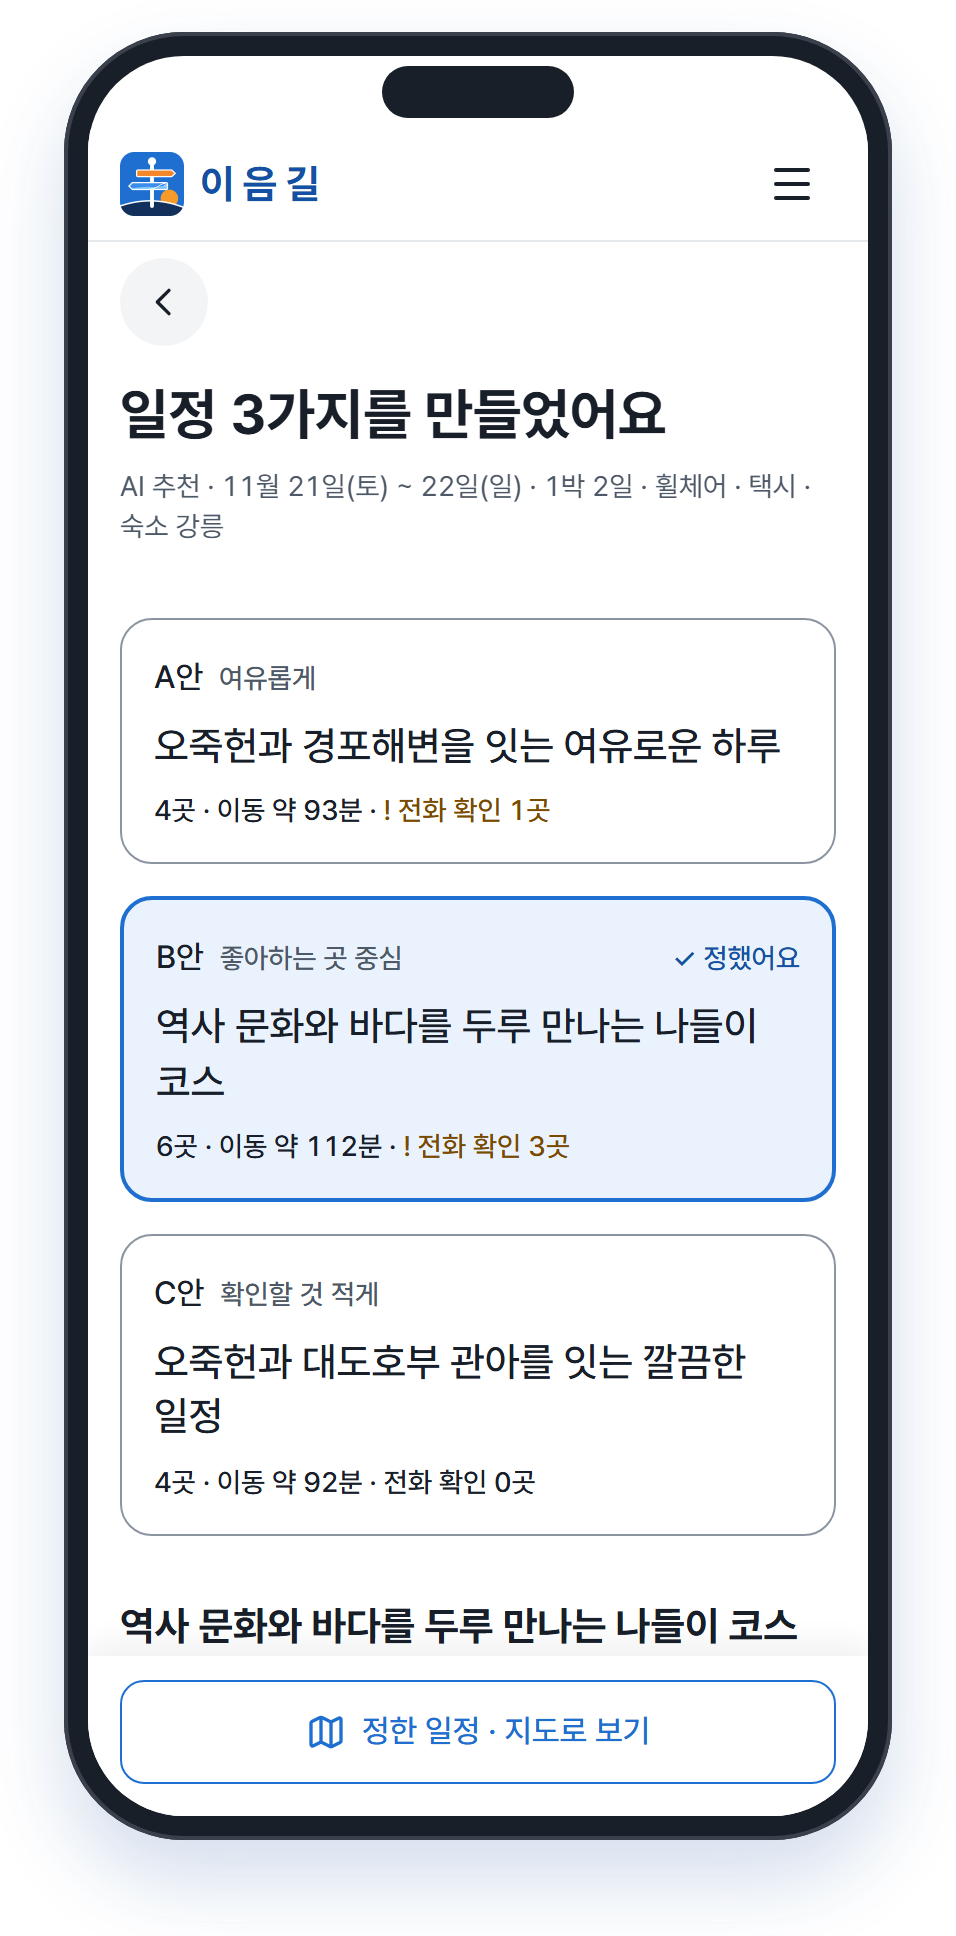 이음길
일정 3가지를 만들었어요
AI 추천 · 11월 21일(토) ~ 22일(일) · 1박 2일 · 휠체어 · 택시 ·
숙소 강릉
A안 여유롭게
오죽헌과 경포해변을 잇는 여유로운 하루
4곳 · 이동 약 93분 · ! 전화 확인 1곳
B안 좋아하는 곳 중심 ✓ 정했어요
역사 문화와 바다를 두루 만나는 나들이
코스
6곳 · 이동 약 112분 · ! 전화 확인 3곳
C안 확인할 것 적게
오죽헌과 대도호부 관아를 잇는 깔끔한
일정
4곳 · 이동 약 92분 · 전화 확인 0곳
역사 문화와 바다를 두루 만나는 나들이 코스
정한 일정 · 지도로 보기